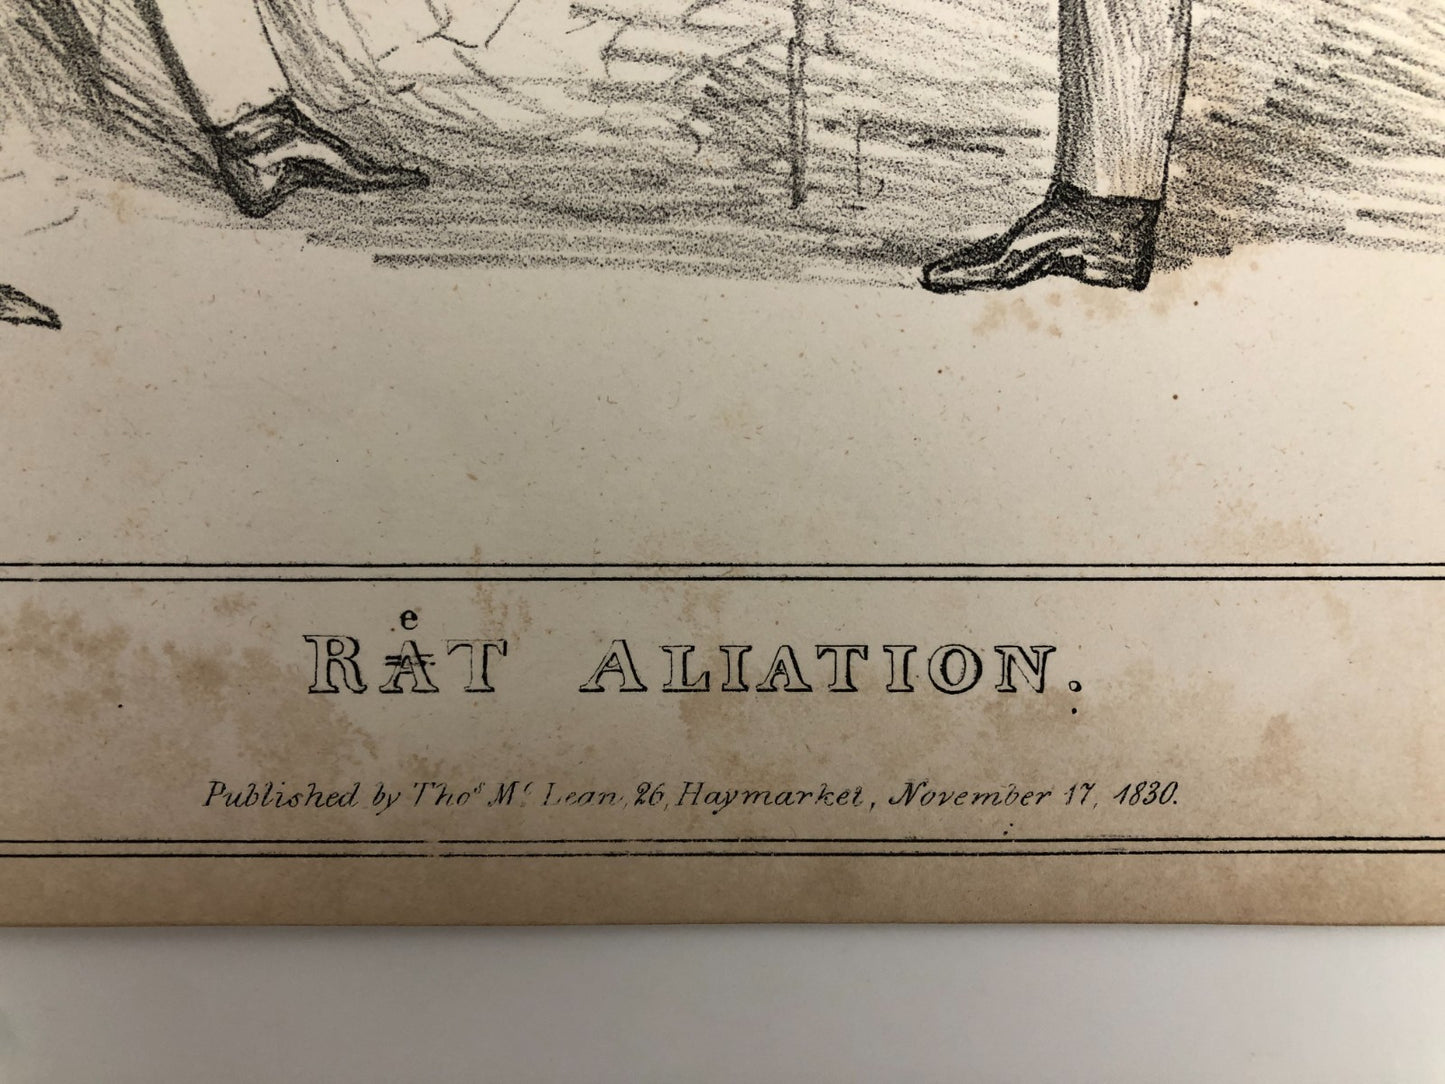 e
RAT ALIATION.
Published by Thos Mc Lean, 26, Haymarket, November 17, 1830.